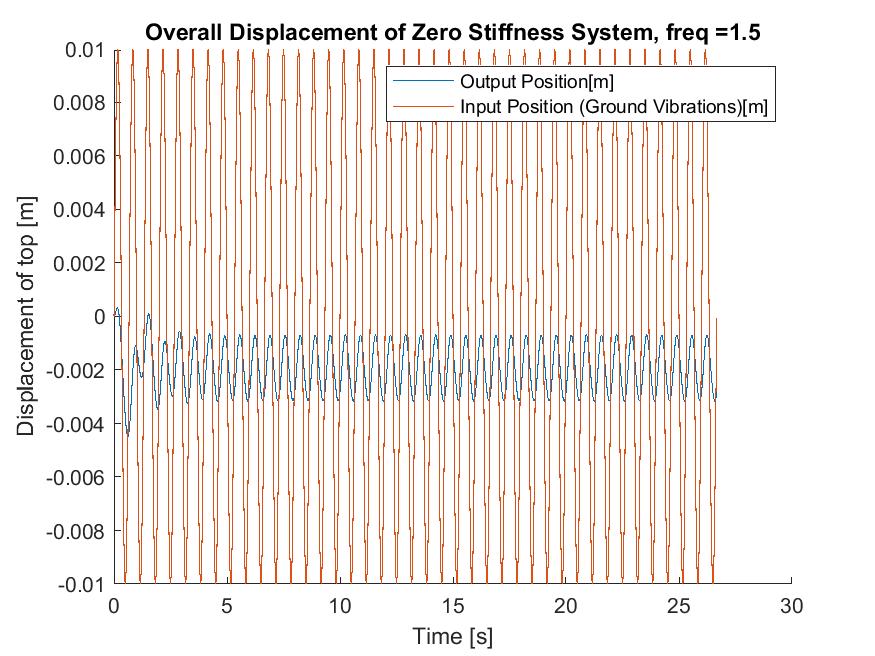 Overall Displacement of Zero Stiffness System, freq =1.5
Output Position[m]
Input Position (Ground Vibrations)[m]
Displacement of top [m]
0.01
0.008
0.006
0.004
0.002
0
-0.002
-0.004
-0.006
-0.008
-0.01
0 5 10 15 20 25 30
Time [s]